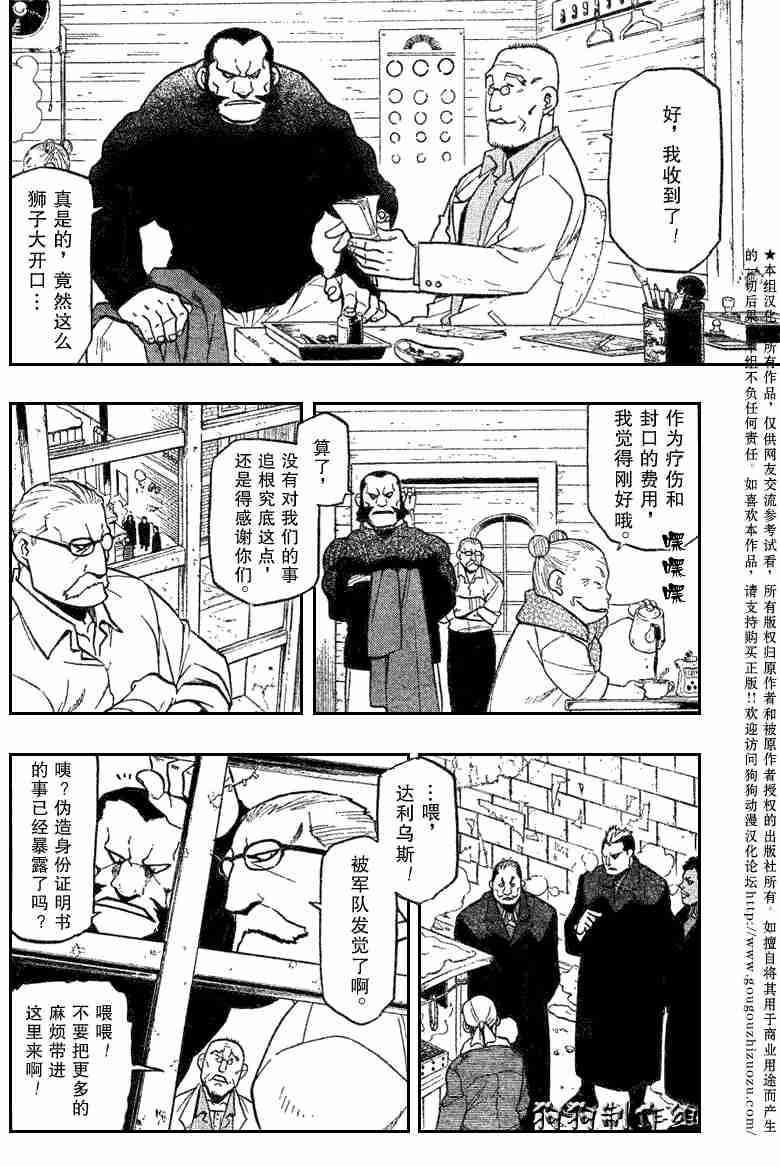 好，
我收到了！
真是的，竟然这么
狮子大开口…
作为疗伤和
封口的费用，
我觉得刚好哦。
嘿
嘿
嘿
算了，
没有对我们的事
追根究底这点，
还是得感谢你们。
…喂，
达利乌斯！
被军队发觉了啊。
咦？伪造身份证明书
的事已经暴露了吗？
喂喂！
不要把更多的
麻烦带进
这里来啊！
狗狗制作组
★本组汉化
所有作品，仅供网友交流参考试看，所有版权归原作者和被原作者授权的出版社所有。如擅自将其用于商业用途而产生
的一切后果
组不负任何责任。如喜欢本作品，请支持购买正版!!欢迎访问狗狗动漫汉化论坛http://www.gougouzhizuozu.com/